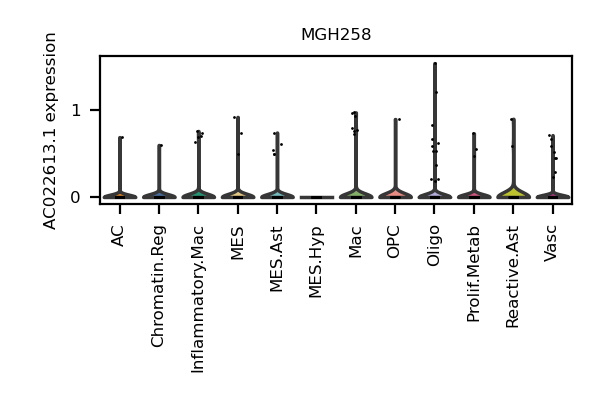 MGH258
AC022613.1 expression
1
0
AC
Chromatin.Reg
Inflammatory.Mac
MES
MES.Ast
MES.Hyp
Mac
OPC
Oligo
Prolif.Metab
Reactive.Ast
Vasc